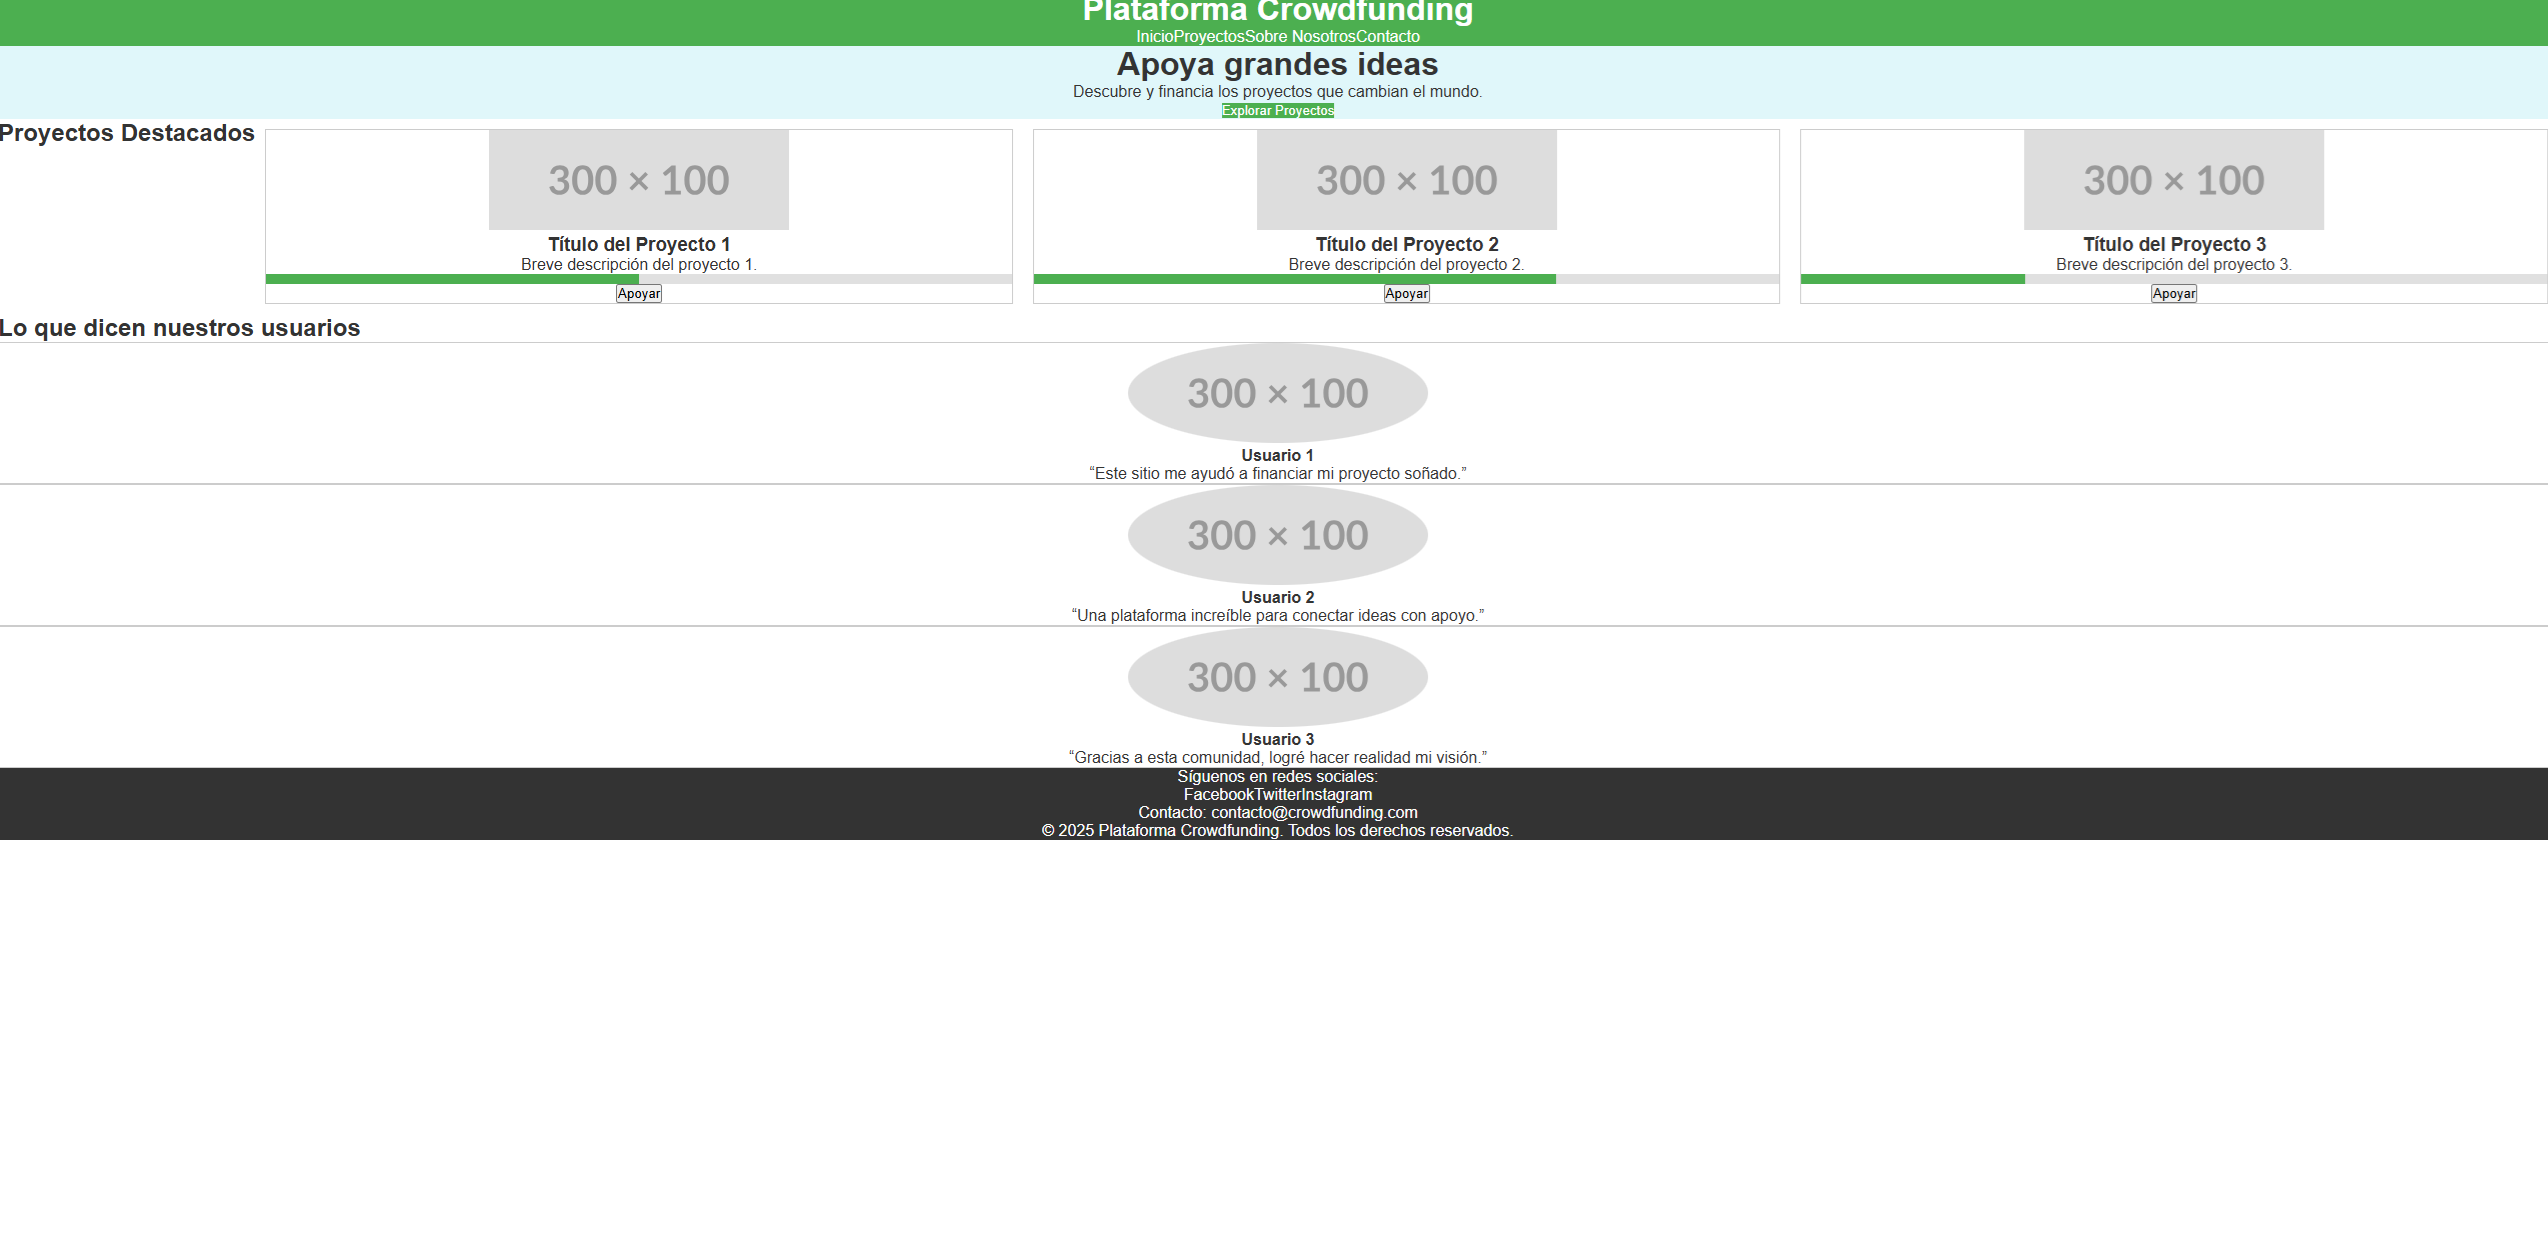 Plataforma Crowdfunding
InicioProyectosSobre NosotrosContacto
Apoya grandes ideas
Descubre y financia los proyectos que cambian el mundo.
Explorar Proyectos
Proyectos Destacados
300 × 100
Título del Proyecto 1
Breve descripción del proyecto 1.
Apoyar
300 × 100
Título del Proyecto 2
Breve descripción del proyecto 2.
Apoyar
300 × 100
Título del Proyecto 3
Breve descripción del proyecto 3.
Apoyar
Lo que dicen nuestros usuarios
300 × 100
Usuario 1
“Este sitio me ayudó a financiar mi proyecto soñado.”
300 × 100
Usuario 2
“Una plataforma increíble para conectar ideas con apoyo.”
300 × 100
Usuario 3
“Gracias a esta comunidad, logré hacer realidad mi visión.”
Síguenos en redes sociales:
FacebookTwitterInstagram
Contacto: contacto@crowdfunding.com
© 2025 Plataforma Crowdfunding. Todos los derechos reservados.